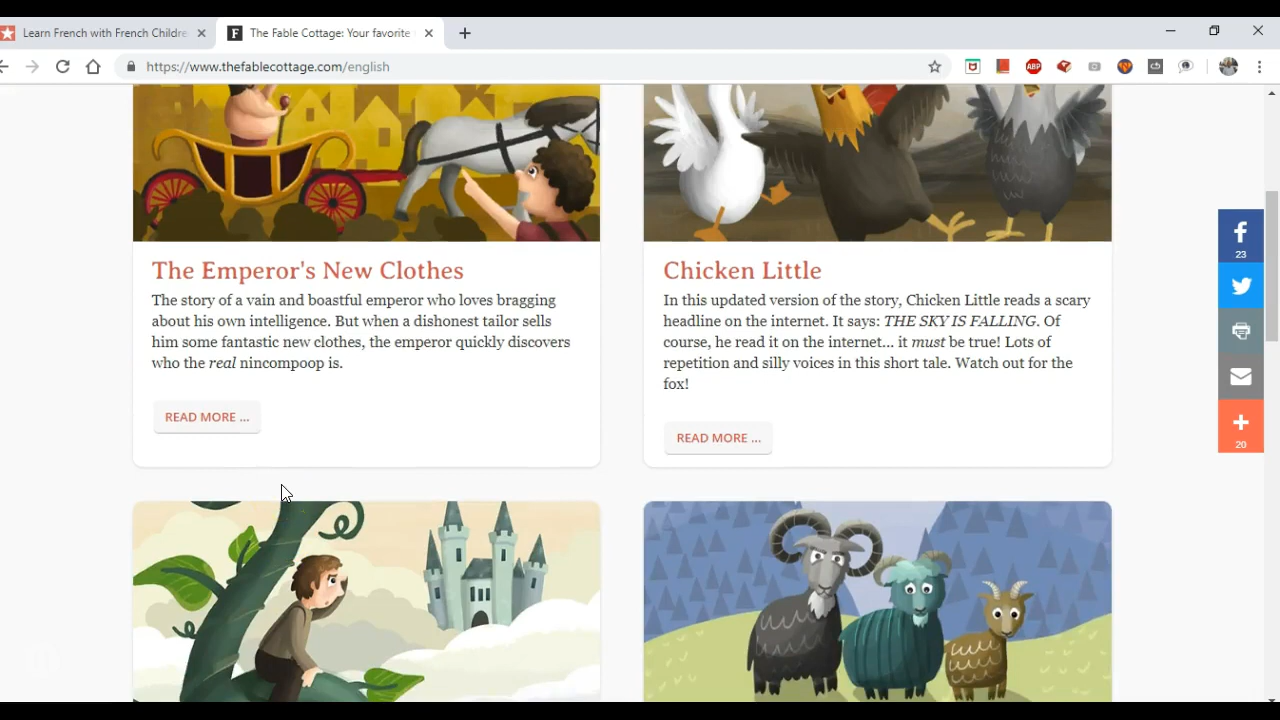 Learn French with French Childre
The Fable Cottage: Your favorite
https://www.thefablecottage.com/english
ABP
The Emperor's New Clothes
The story of a vain and boastful emperor who loves bragging
about his own intelligence. But when a dishonest tailor sells
him some fantastic new clothes, the emperor quickly discovers
who the real nincompoop is.
READ MORE ...
Chicken Little
In this updated version of the story, Chicken Little reads a scary
headline on the internet. It says: THE SKY IS FALLING. Of
course, he read it on the internet... it must be true! Lots of
repetition and silly voices in this short tale. Watch out for the
fox!
READ MORE ...
23
20